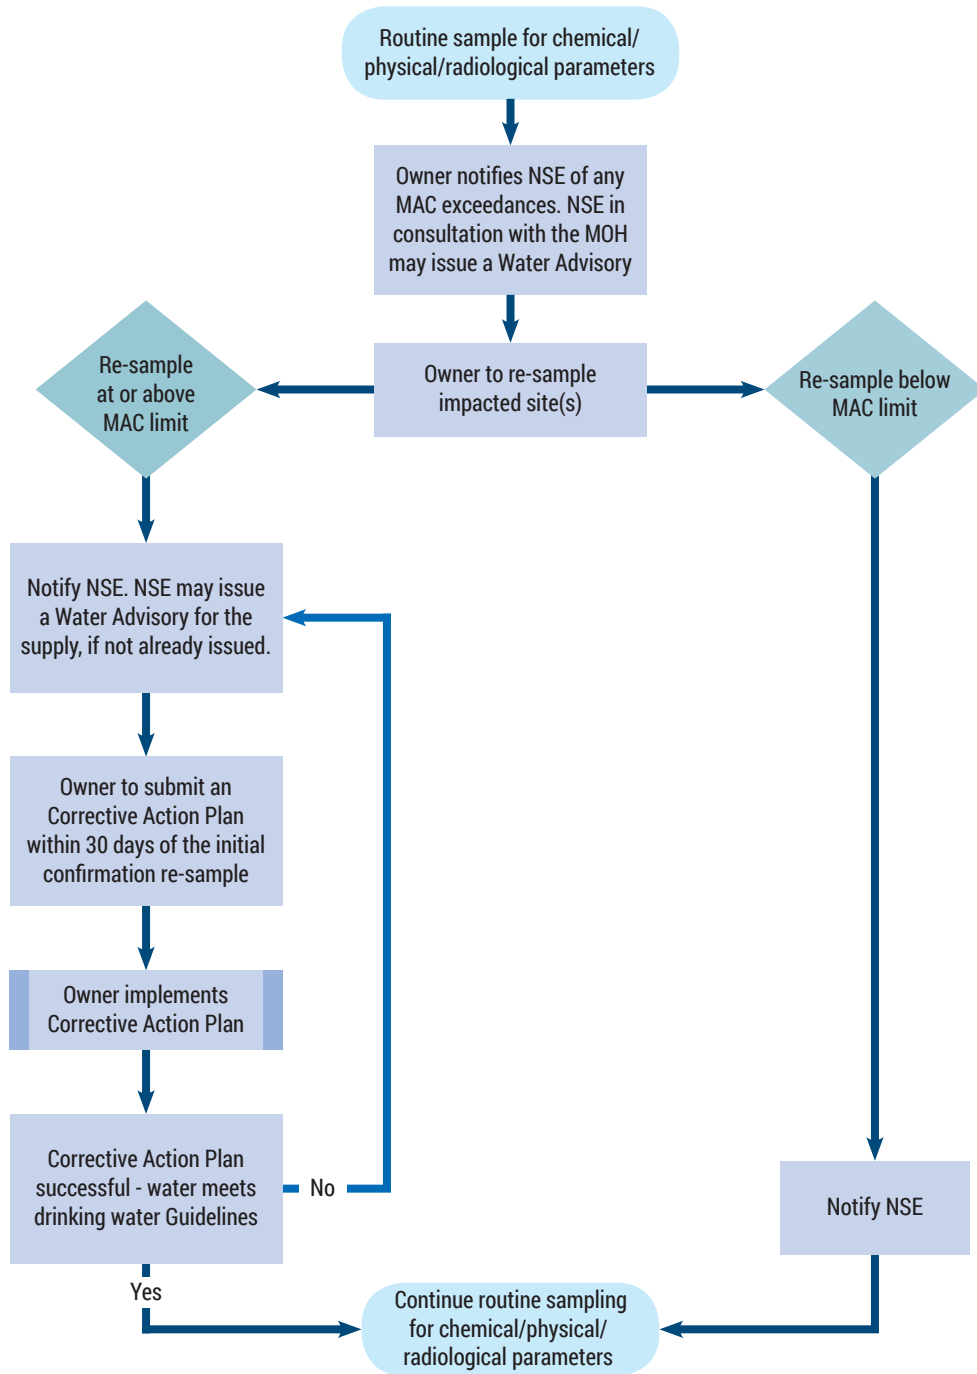 Routine sample for chemical/
physical/radiological parameters
Owner notifies NSE of any
MAC exceedances. NSE in
consultation with the MOH
may issue a Water Advisory
Owner to re-sample
impacted site(s)
Re-sample
at or above
MAC limit
Re-sample below
MAC limit
Notify NSE. NSE may issue
a Water Advisory for the
supply, if not already issued.
Owner to submit an
Corrective Action Plan
within 30 days of the initial
confirmation re-sample
Owner implements
Corrective Action Plan
Corrective Action Plan
successful - water meets
drinking water Guidelines
No
Yes
Notify NSE
Continue routine sampling
for chemical/physical/
radiological parameters